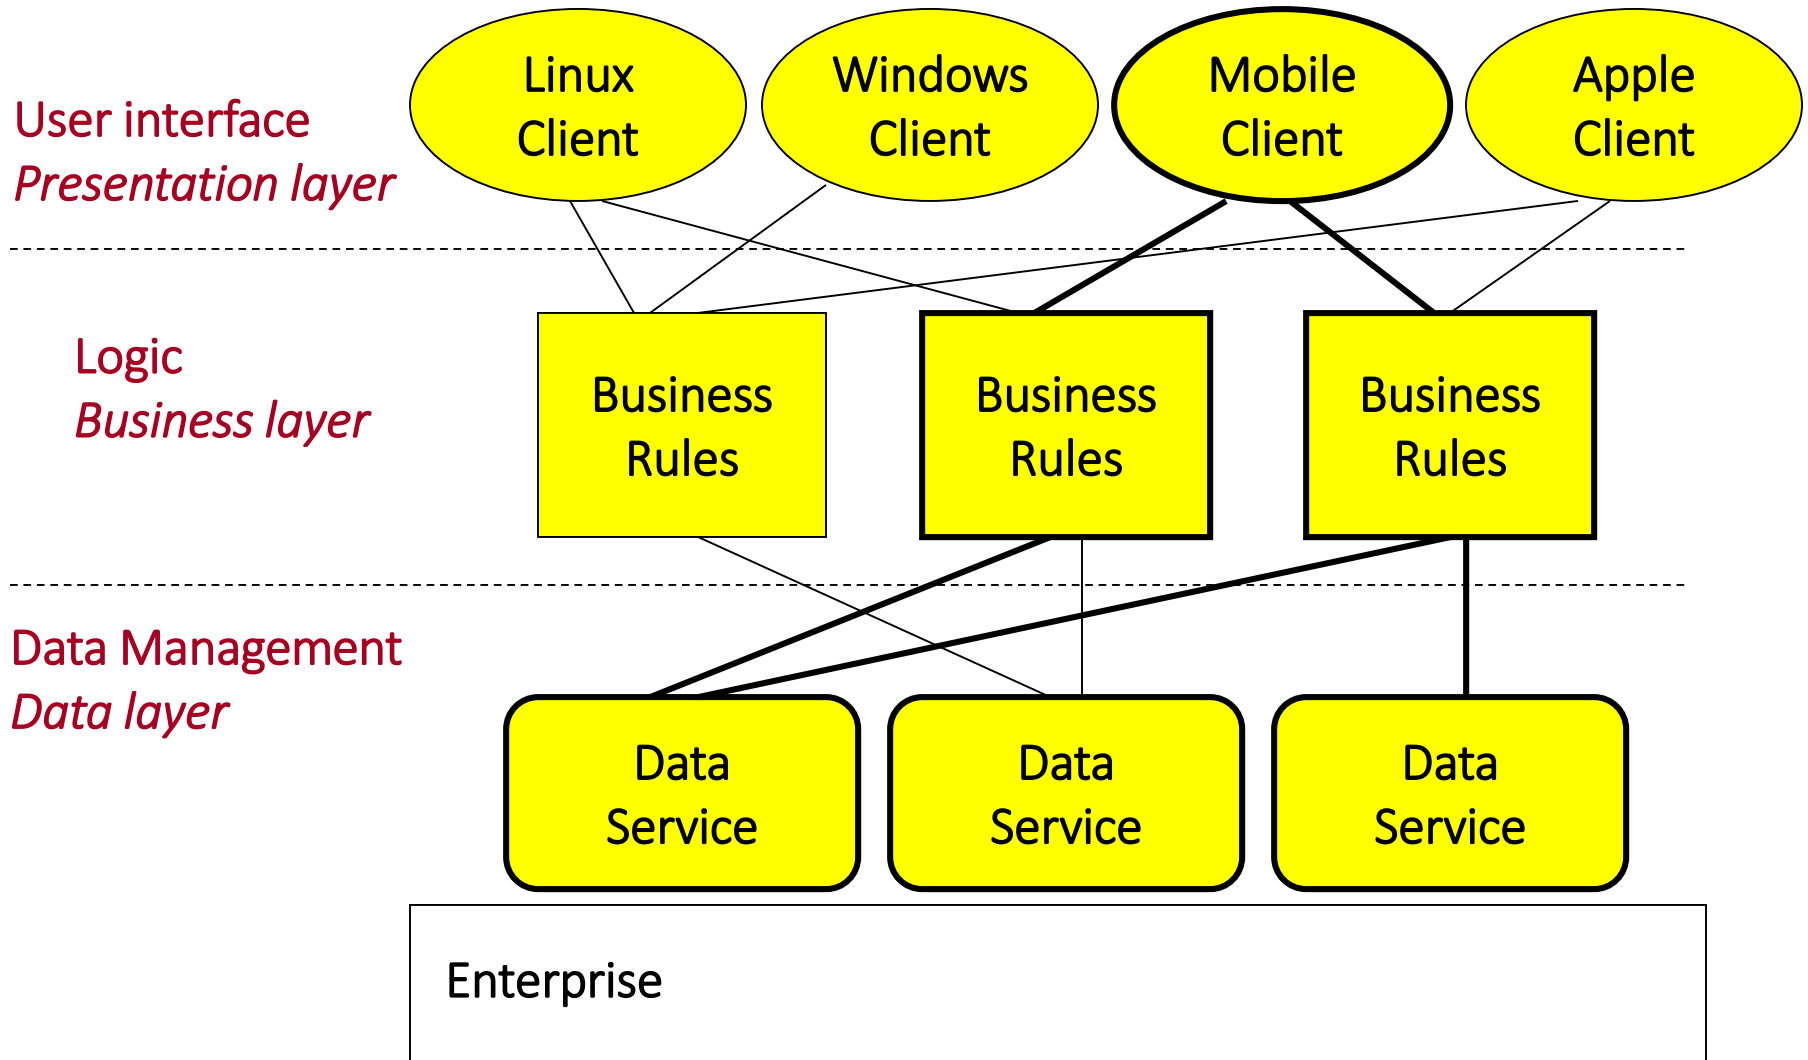 Linux
Client
Windows
Client
Mobile
Client
Apple
Client
User interface
Presentation layer
Logic
Business layer
Business
Rules
Business
Rules
Business
Rules
Data Management
Data layer
Data
Service
Data
Service
Data
Service
Enterprise